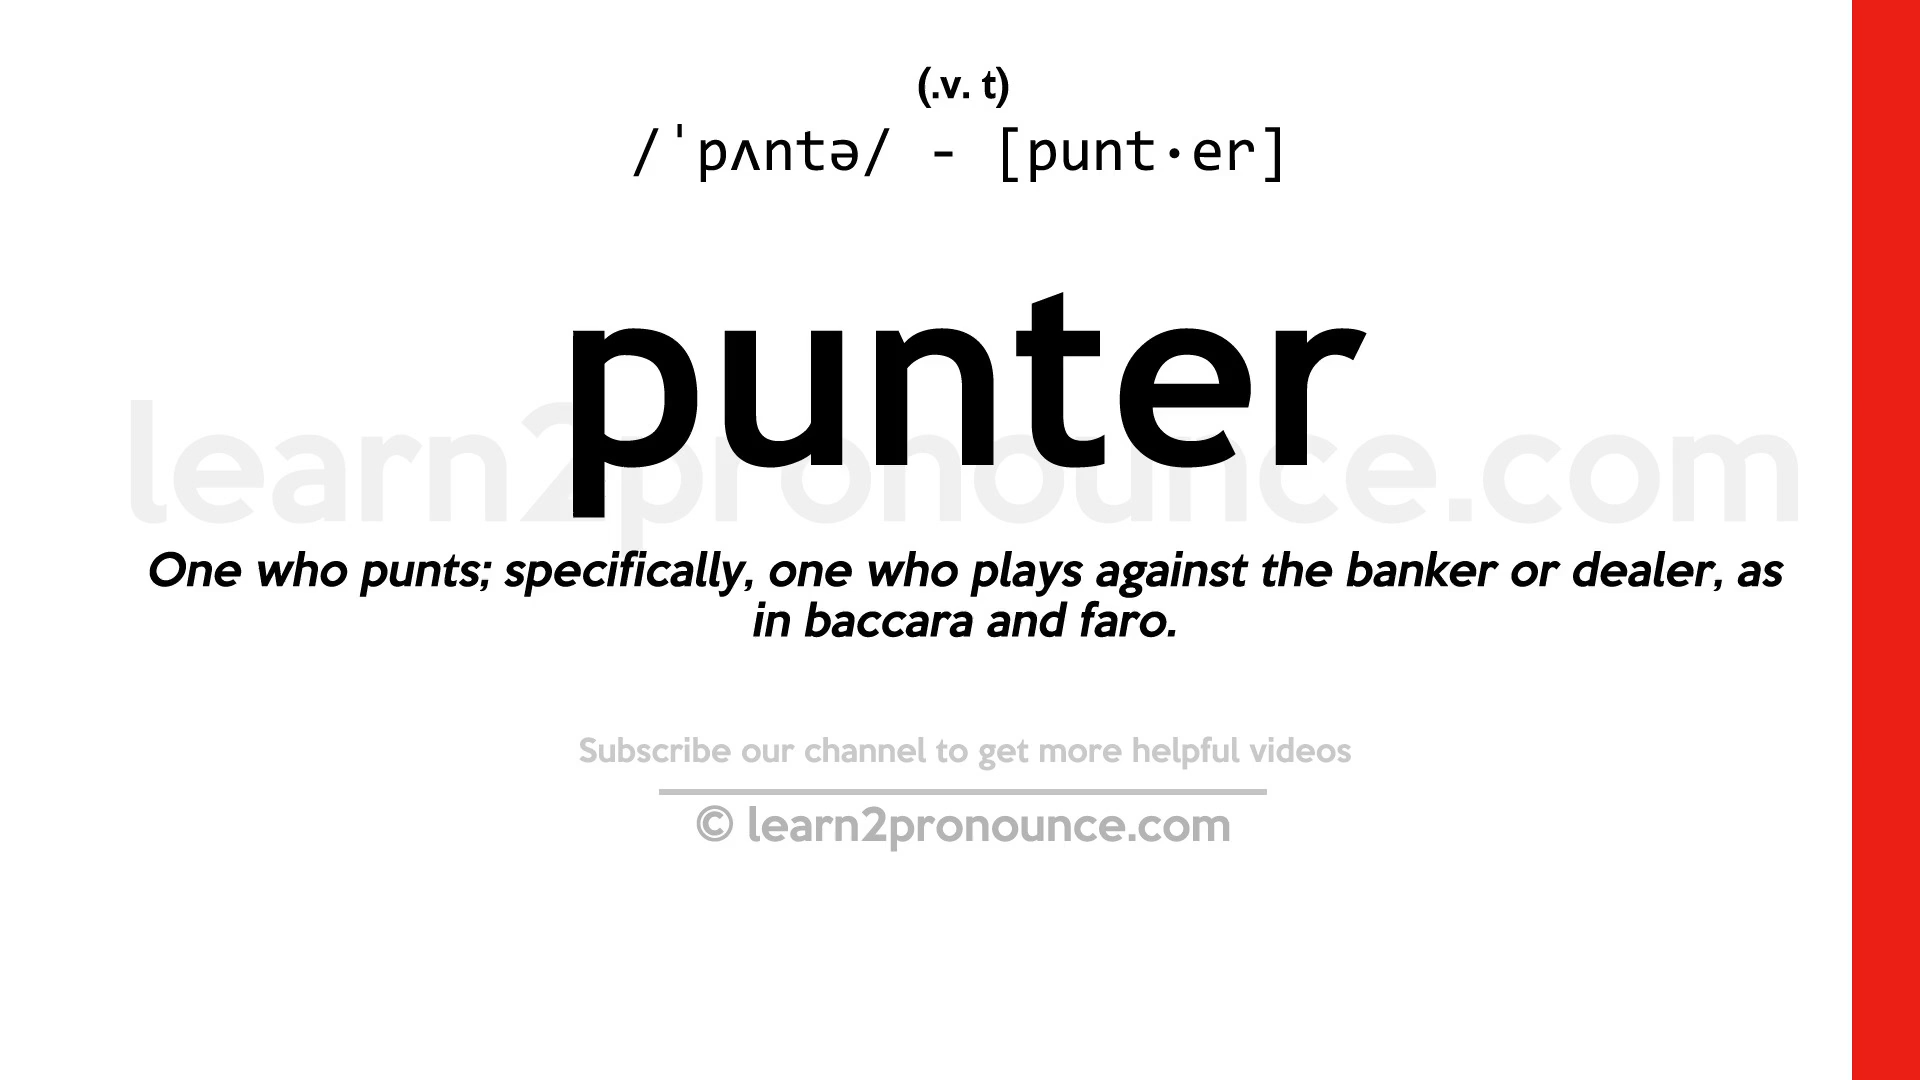 (.v. t)
/ˈpʌntə/ - [punt·er]
punter
learn2pronounce.com
One who punts; specifically, one who plays against the banker or dealer, as
in baccara and faro.
Subscribe our channel to get more helpful videos
© learn2pronounce.com